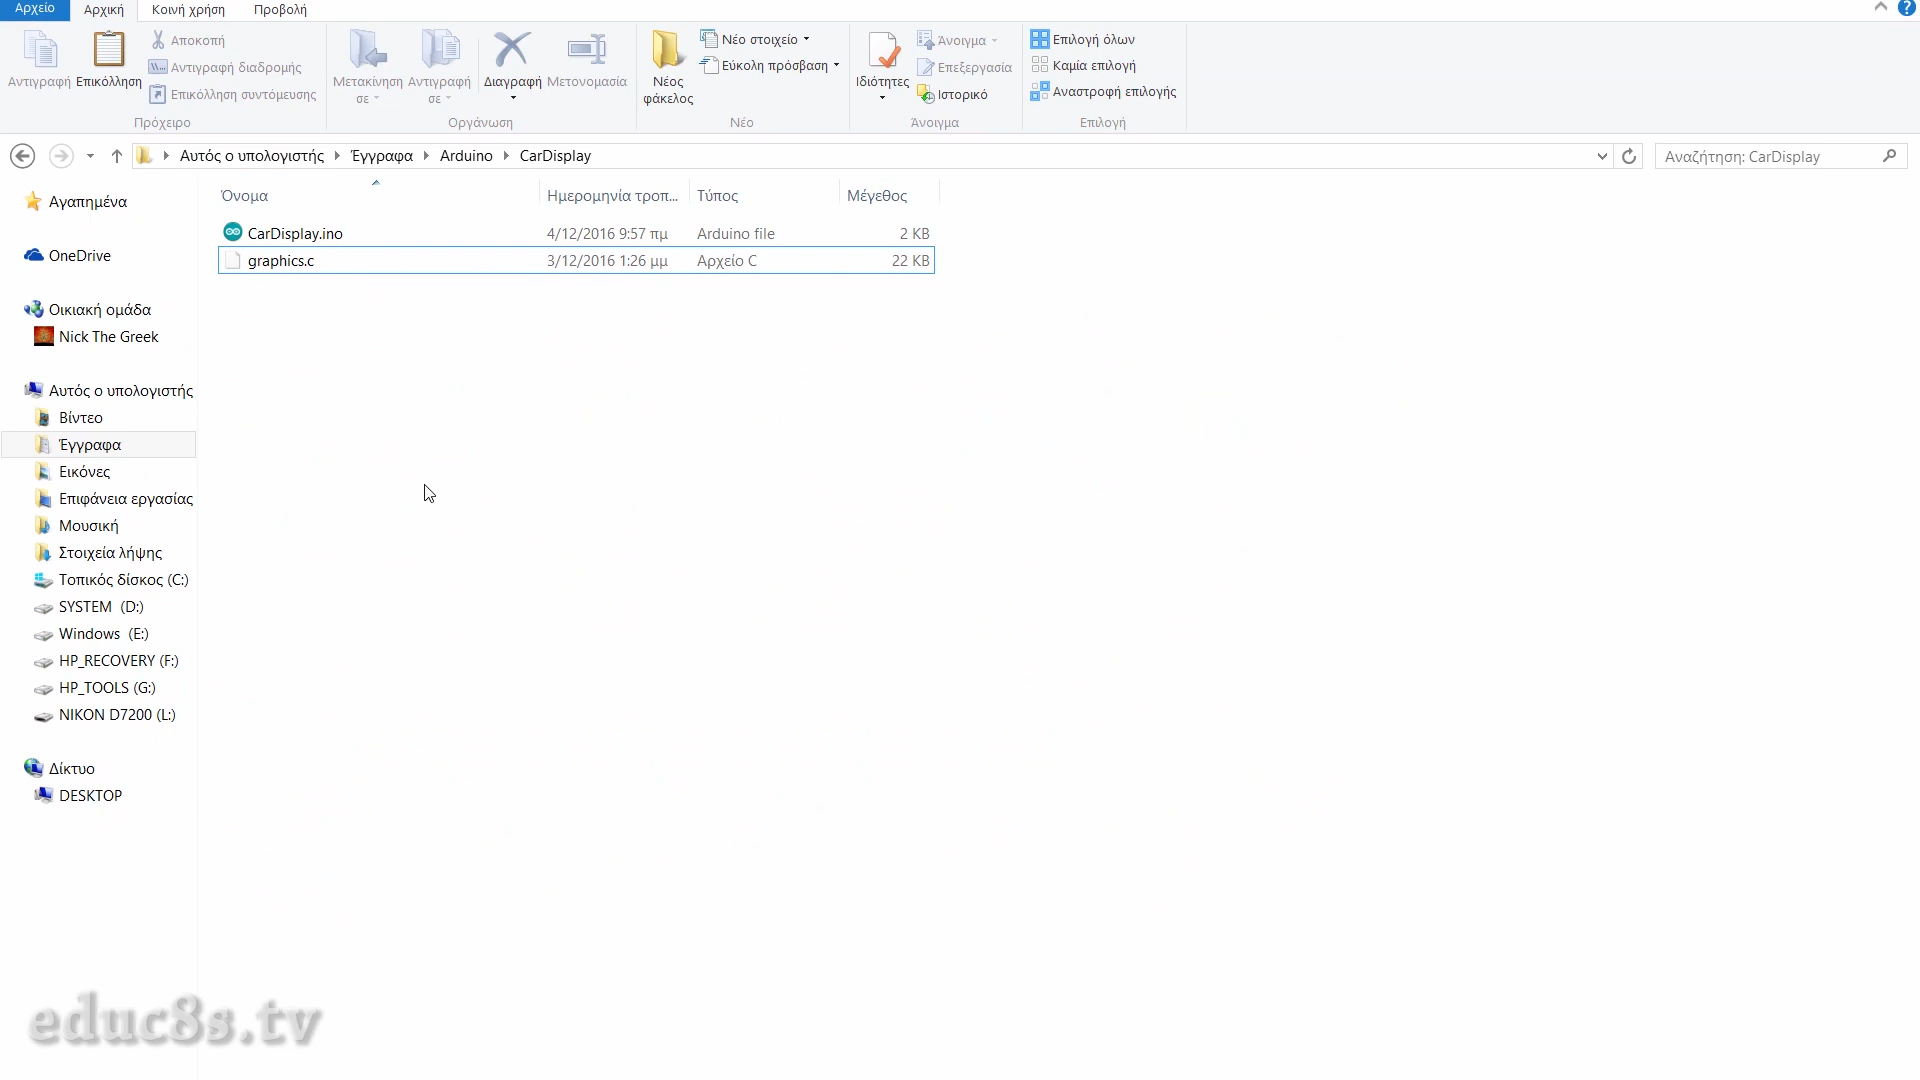 Αρχείο Αρχική Κοινή χρήση Προβολή
Αντιγραφή Επικόλληση Αποκοπή
Αντιγραφή διαδρομής
Επικόλληση συντόμευσης
Πρόχειρο
Μετακίνηση σε Αντιγραφή σε Διαγραφή Μετονομασία
Οργάνωση
Νέος φάκελος Νέο στοιχείο
Εύκολη πρόσβαση
Νέο
Ιδιότητες Άνοιγμα
Επεξεργασία
Ιστορικό
Άνοιγμα
Επιλογή όλων
Καμία επιλογή
Αναστροφή επιλογής
Επιλογή
Αυτός ο υπολογιστής Έγγραφα Arduino CarDisplay
Αναζήτηση: CarDisplay
Αγαπημένα
OneDrive
Οικιακή ομάδα
Nick The Greek
Αυτός ο υπολογιστής
Βίντεο
Έγγραφα
Εικόνες
Επιφάνεια εργασίας
Μουσική
Στοιχεία λήψης
Τοπικός δίσκος (C:)
SYSTEM (D:)
Windows (E:)
HP_RECOVERY (F:)
HP_TOOLS (G:)
NIKON D7200 (L:)
Δίκτυο
DESKTOP
Όνομα Ημερομηνία τροπ... Τύπος Μέγεθος
CarDisplay.ino 4/12/2016 9:57 πμ Arduino file 2 KB
graphics.c 3/12/2016 1:26 μμ Αρχείο C 22 KB
educ8s.tv